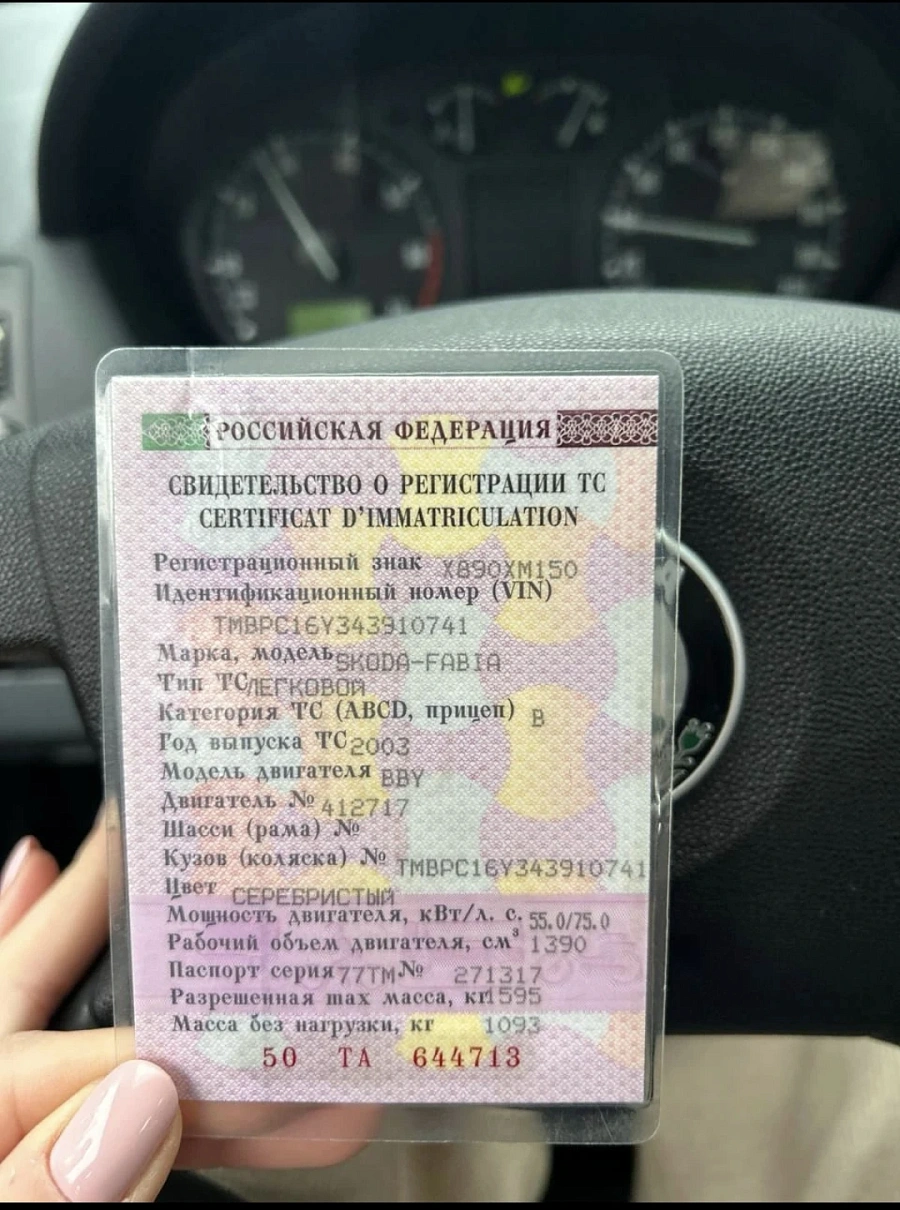 РОССИЙСКАЯ ФЕДЕРАЦИЯ
СВИДЕТЕЛЬСТВО О РЕГИСТРАЦИИ ТС
CERTIFICAT D'IMMATRICULATION
Регистрационный знак Х890ХМ150
Идентификационный номер (VIN)
TMBPC16Y343910741
Марка, модель SKODA-FABIA
Тип ТС ЛЕГКОВОЙ
Категория ТС (ABCD, прицеп) B
Год выпуска ТС 2003
Модель двигателя BBY
Двигатель № 412717
Шасси (рама) №
Кузов (коляска) № TMBPC16Y343910741
Цвет СЕРЕБРИСТЫЙ
Мощность двигателя, кВт/л. с. 55.0/75.0
Рабочий объем двигателя, см³ 1390
Паспорт серия 77ТМ № 271317
Разрешенная max масса, кг 1595
Масса без нагрузки, кг 1093
50 ТА 644713